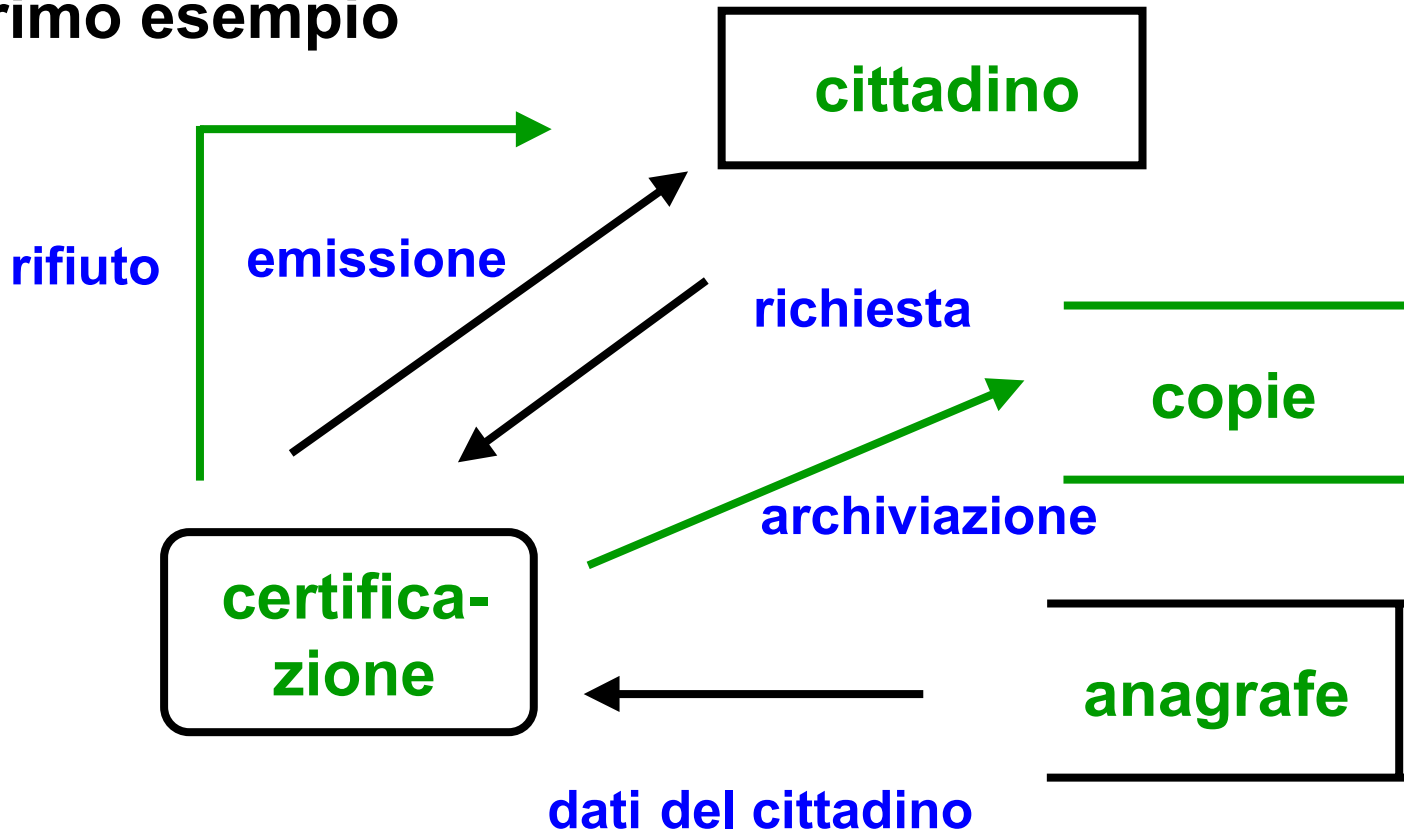 rimo esempio
cittadino
rifiuto
emissione
richiesta
copie
archiviazione
certifica-
zione
anagrafe
dati del cittadino